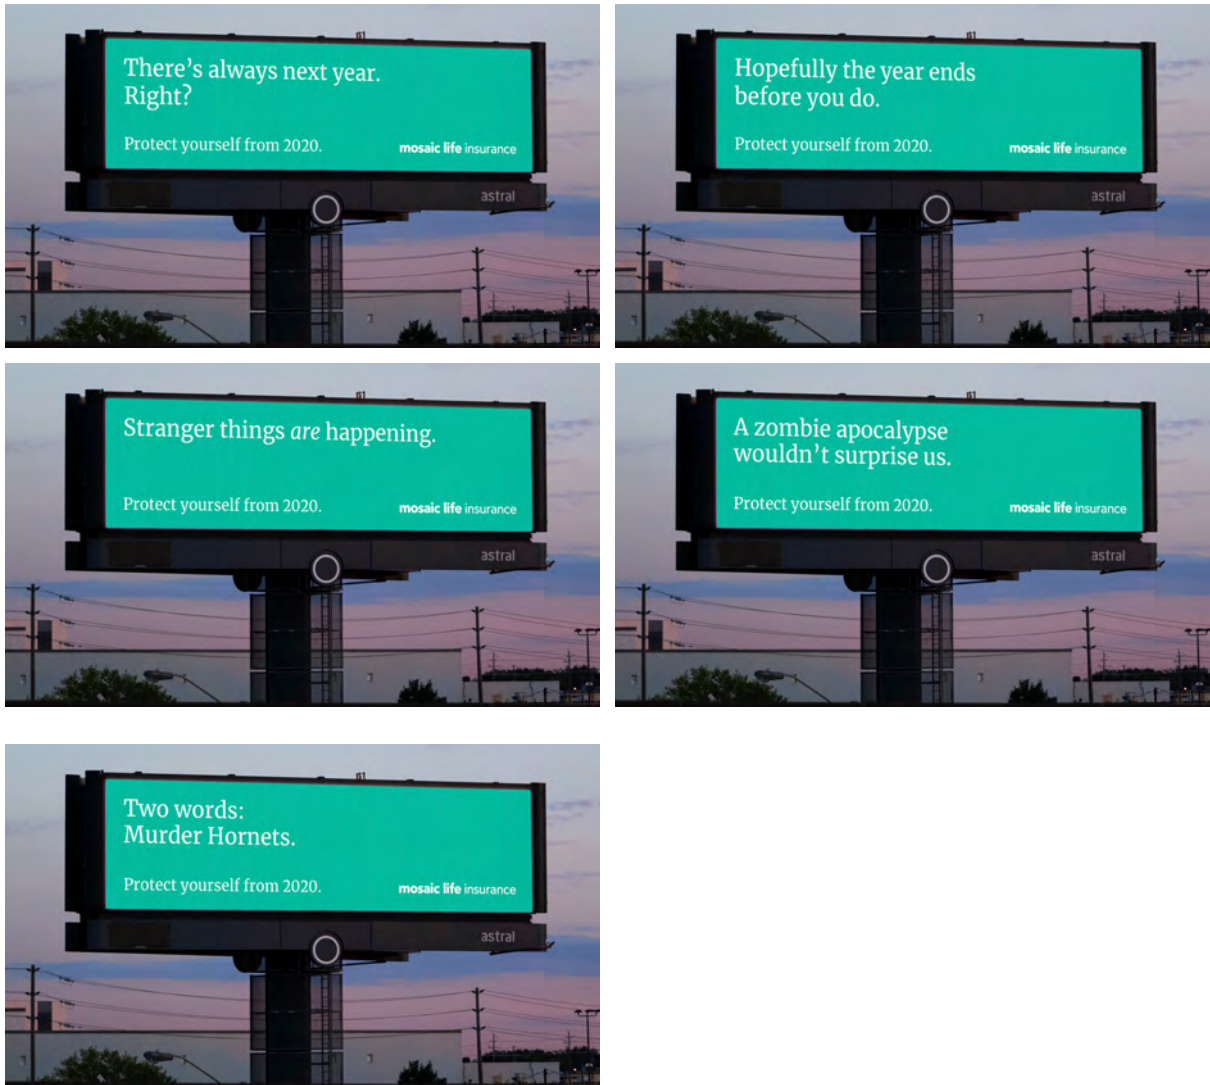 There’s always next year.
Right?
Protect yourself from 2020.
mosaic life insurance
astral
Hopefully the year ends
before you do.
Protect yourself from 2020.
mosaic life insurance
astral
Stranger things are happening.
Protect yourself from 2020.
mosaic life insurance
astral
A zombie apocalypse
wouldn’t surprise us.
Protect yourself from 2020.
mosaic life insurance
astral
Two words:
Murder Hornets.
Protect yourself from 2020.
mosaic life insurance
astral